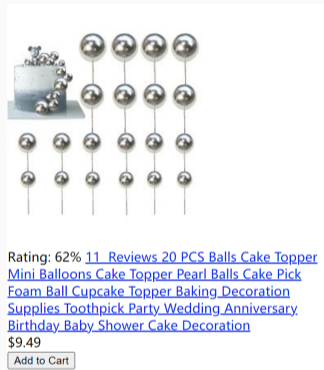 Rating: 62% 11  Reviews 20 PCS Balls Cake Topper
Mini Balloons Cake Topper Pearl Balls Cake Pick
Foam Ball Cupcake Topper Baking Decoration
Supplies Toothpick Party Wedding Anniversary
Birthday Baby Shower Cake Decoration
$9.49
Add to Cart